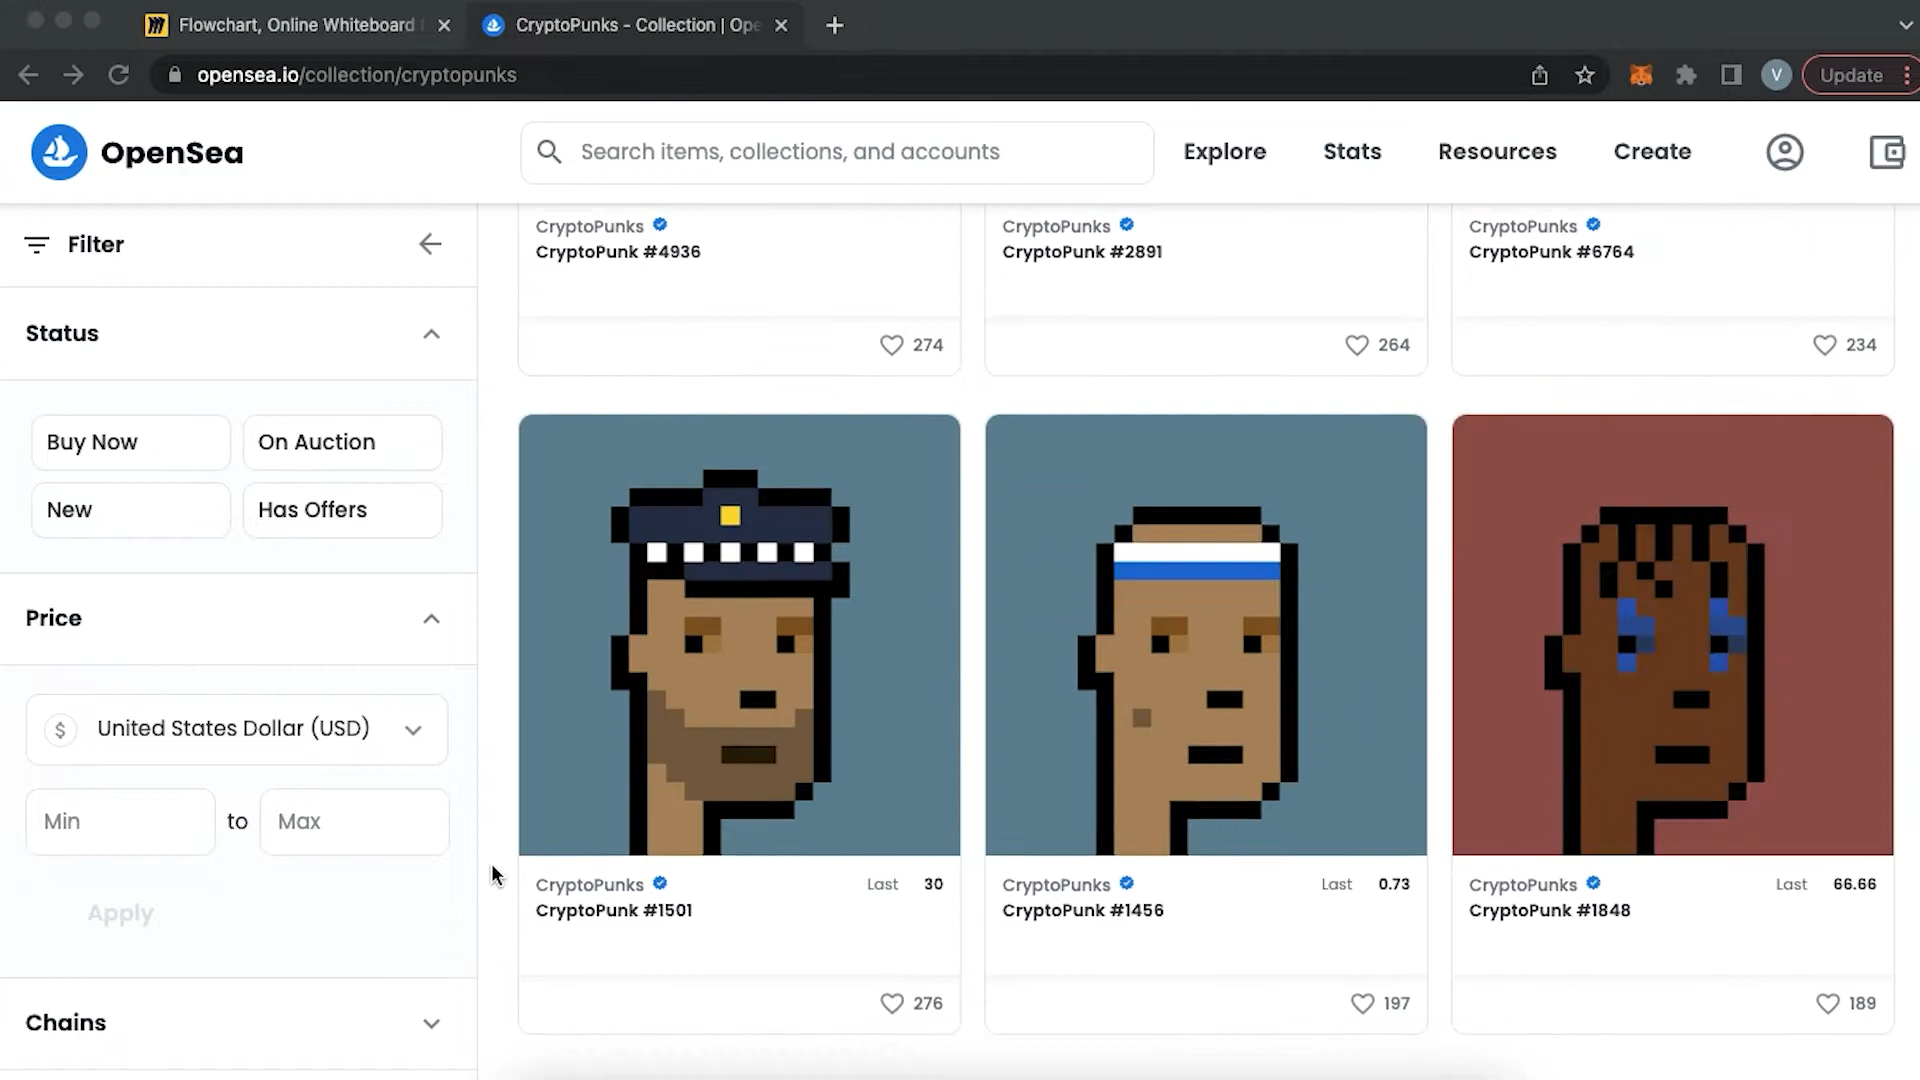 Flowchart, Online Whiteboard
CryptoPunks - Collection | Ope
opensea.io/collection/cryptopunks
V
Update
OpenSea
Search items, collections, and accounts
Explore
Stats
Resources
Create
Filter
Status
Buy Now
On Auction
New
Has Offers
Price
$ United States Dollar (USD)
Min to Max
Apply
Chains
CryptoPunks
CryptoPunk #4936
274
CryptoPunks
CryptoPunk #2891
264
CryptoPunks
CryptoPunk #6764
234
CryptoPunks Last 30
CryptoPunk #1501
276
CryptoPunks Last 0.73
CryptoPunk #1456
197
CryptoPunks Last 66.66
CryptoPunk #1848
189